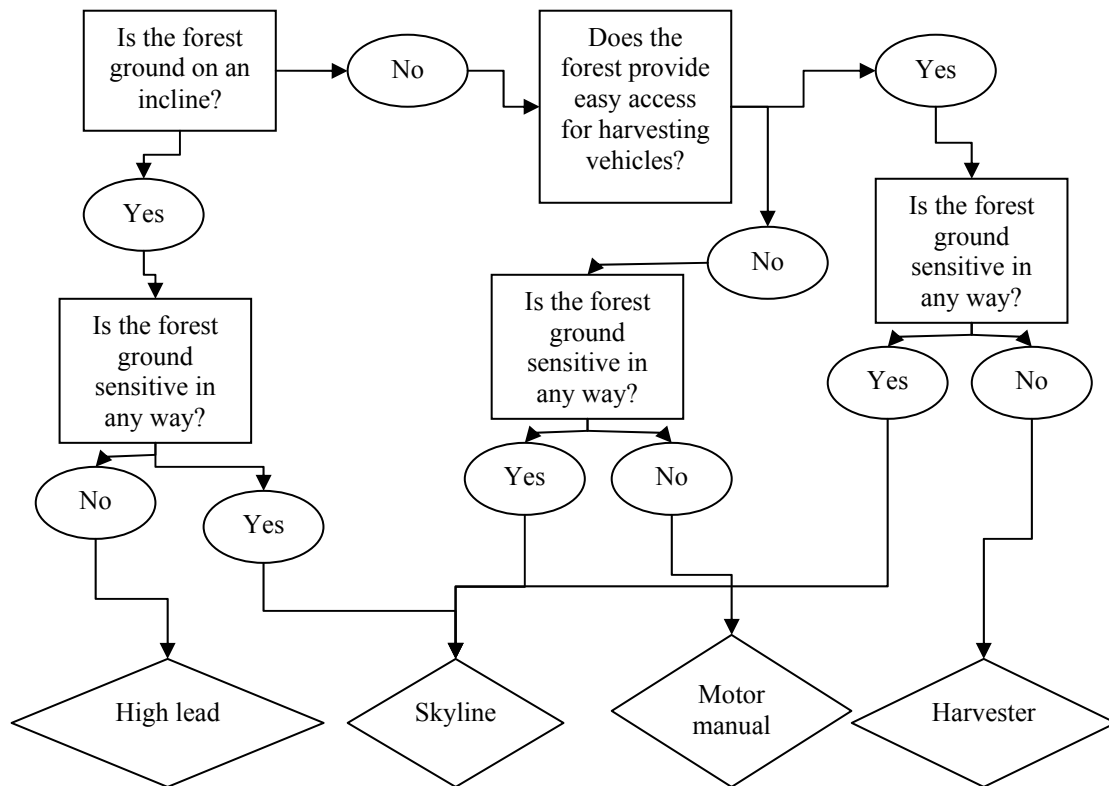 Is the forest
ground on an
incline?
No
Does the
forest provide
easy access
for harvesting
vehicles?
Yes
Yes
No
Is the forest
ground
sensitive in
any way?
Is the forest
ground
sensitive in
any way?
Is the forest
ground
sensitive in
any way?
Yes
No
No
Yes
Yes
No
High lead
Skyline
Motor
manual
Harvester